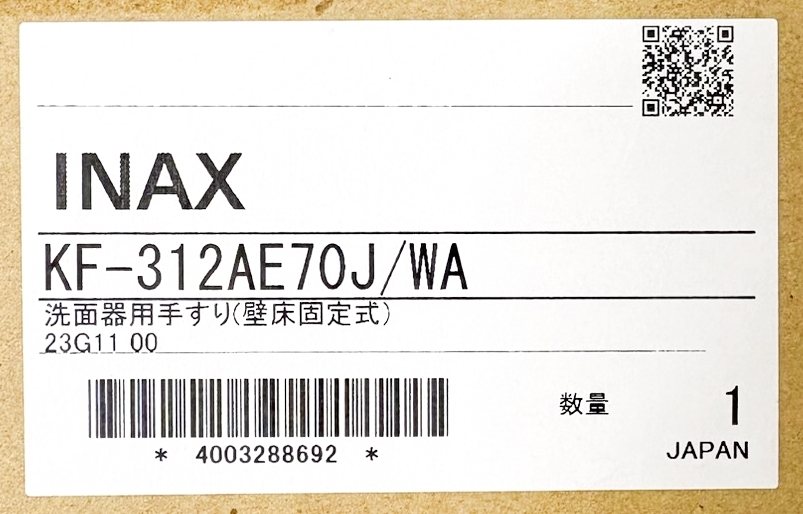 INAX
KF-312AE70J/WA
洗面器用手すり(壁床固定式)
23G11 00
* 4003288692 *
数量 1
JAPAN